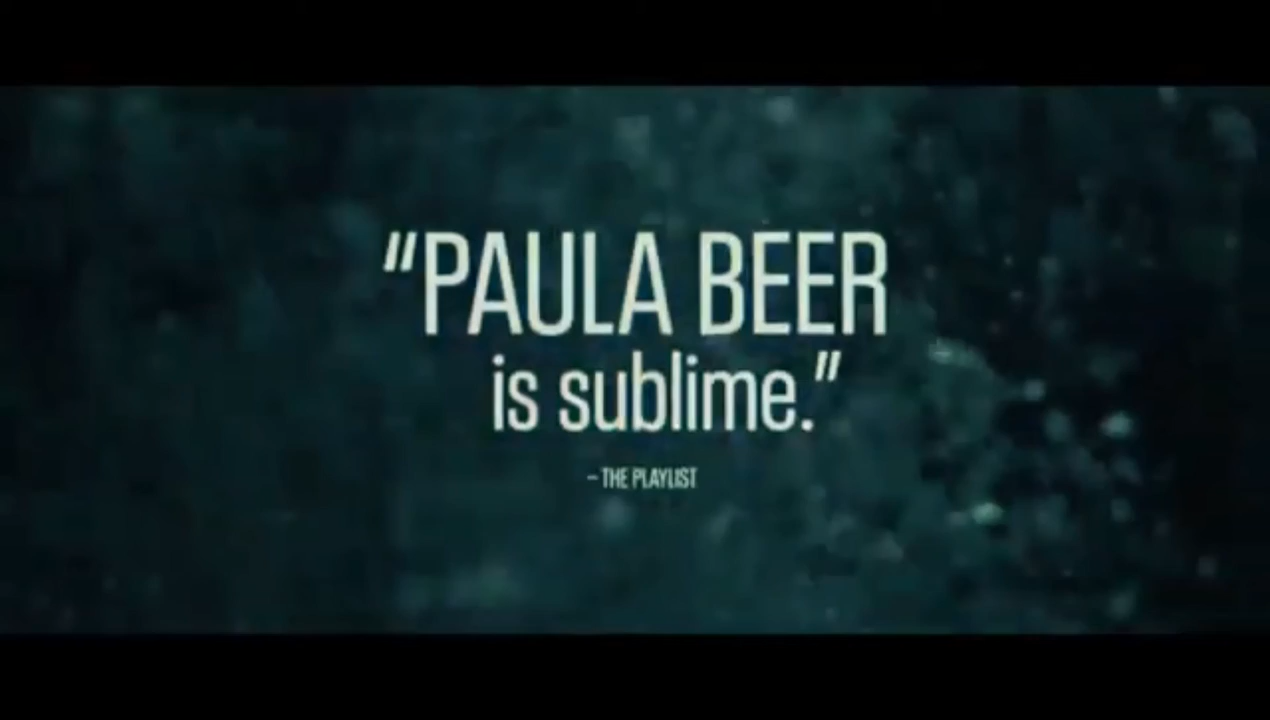 “PAULA BEER
is sublime.”
– THE PLAYLIST